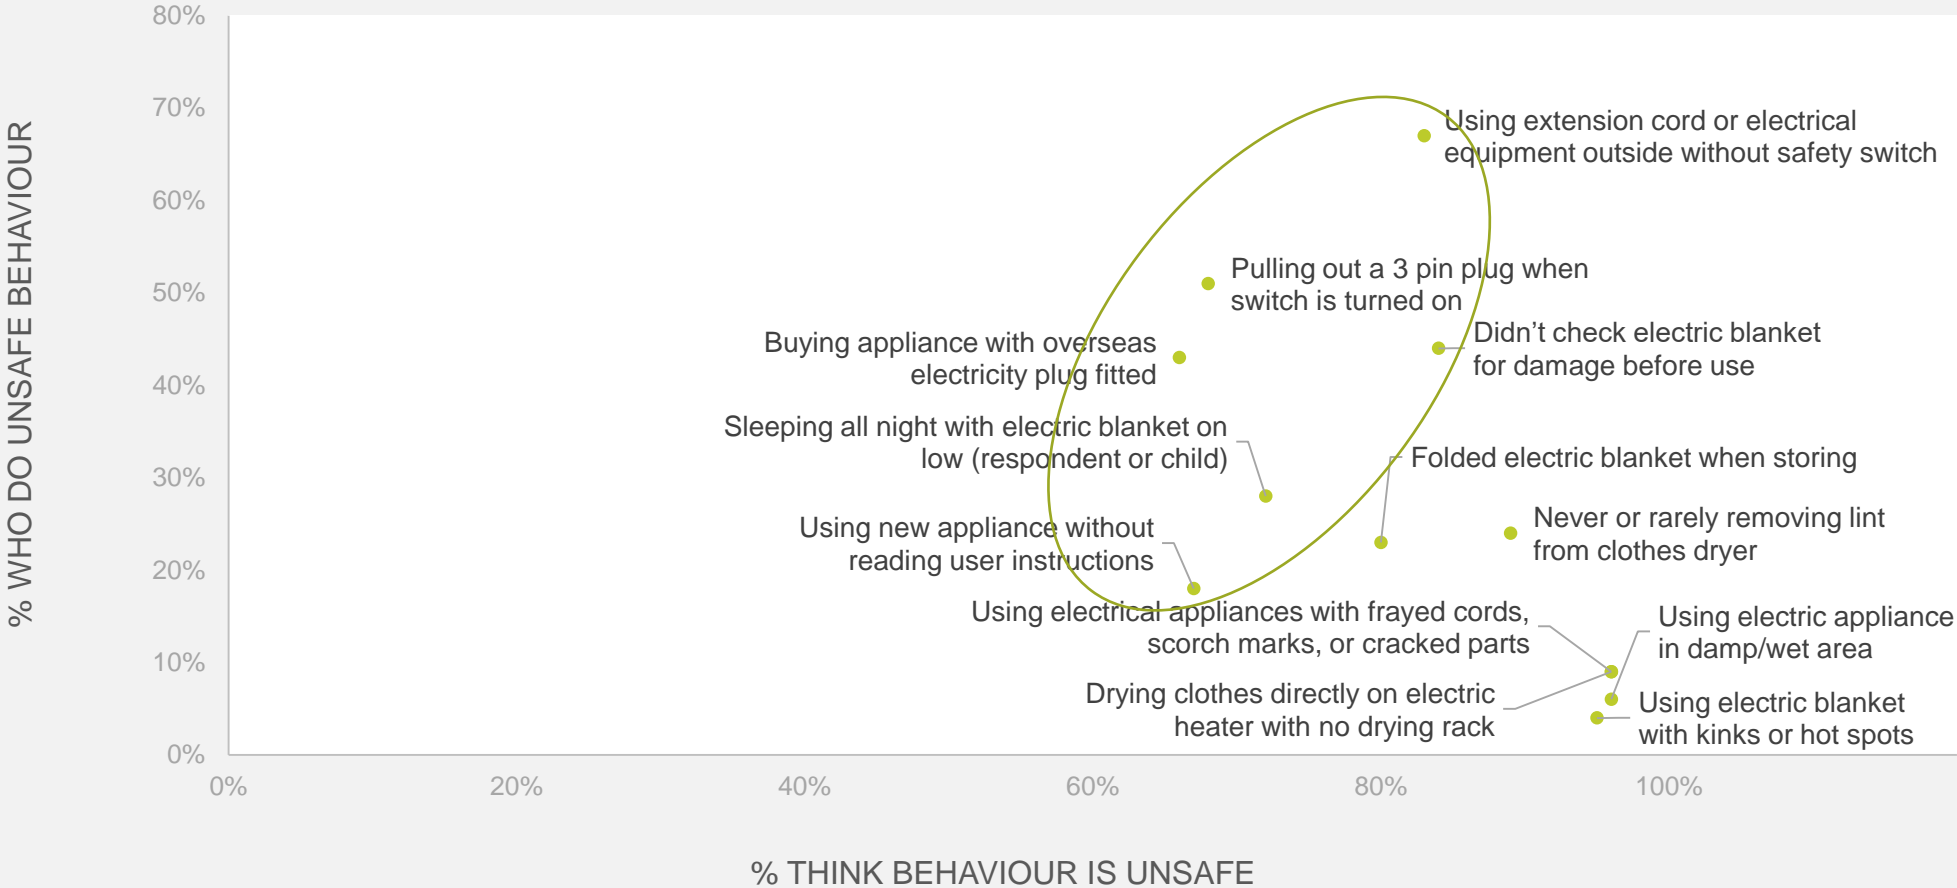 % WHO DO UNSAFE BEHAVIOUR
80%
70%
60%
50%
40%
30%
20%
10%
0%
Using extension cord or electrical
equipment outside without safety switch
Pulling out a 3 pin plug when
switch is turned on
Buying appliance with overseas
electricity plug fitted
Didn’t check electric blanket
for damage before use
Sleeping all night with electric blanket on
low (respondent or child)
Folded electric blanket when storing
Using new appliance without
reading user instructions
Never or rarely removing lint
from clothes dryer
Using electrical appliances with frayed cords,
scorch marks, or cracked parts
Using electric appliance
in damp/wet area
Drying clothes directly on electric
heater with no drying rack
Using electric blanket
with kinks or hot spots
0%
20%
40%
60%
80%
100%
% THINK BEHAVIOUR IS UNSAFE